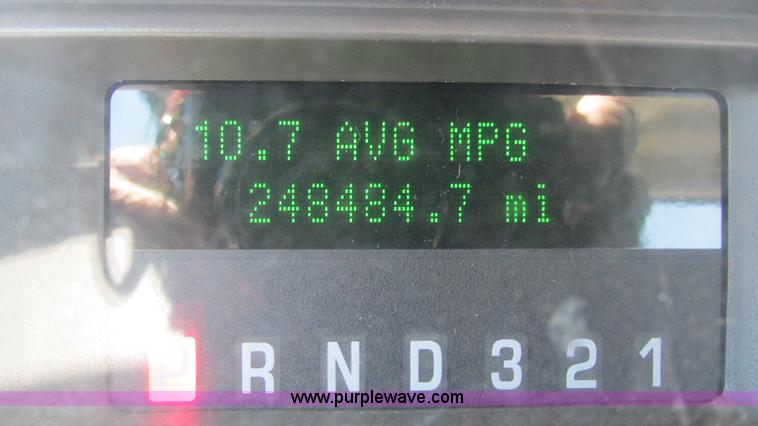 10.7 AVG MPG
248484.7 mi
P R N D 3 2 1
www.purplewave.com